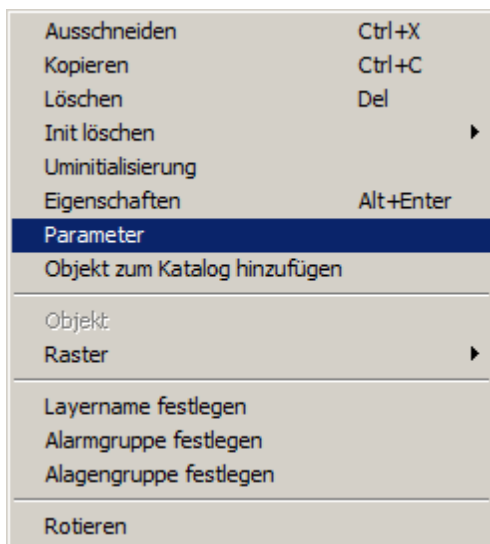 Ausschneiden Ctrl+X
Kopieren Ctrl+C
Löschen Del
Init löschen
Uminitialisierung
Eigenschaften Alt+Enter
Parameter
Objekt zum Katalog hinzufügen
Objekt
Raster
Layername festlegen
Alarmgruppe festlegen
Alagengruppe festlegen
Rotieren